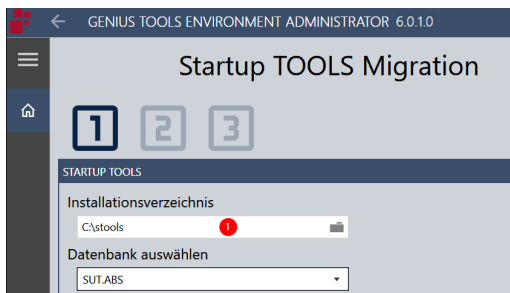 GENIUS TOOLS ENVIRONMENT ADMINISTRATOR 6.0.1.0
Startup TOOLS Migration
1 2 3
STARTUP TOOLS
Installationsverzeichnis
C:\stools 1
Datenbank auswählen
SUT.ABS